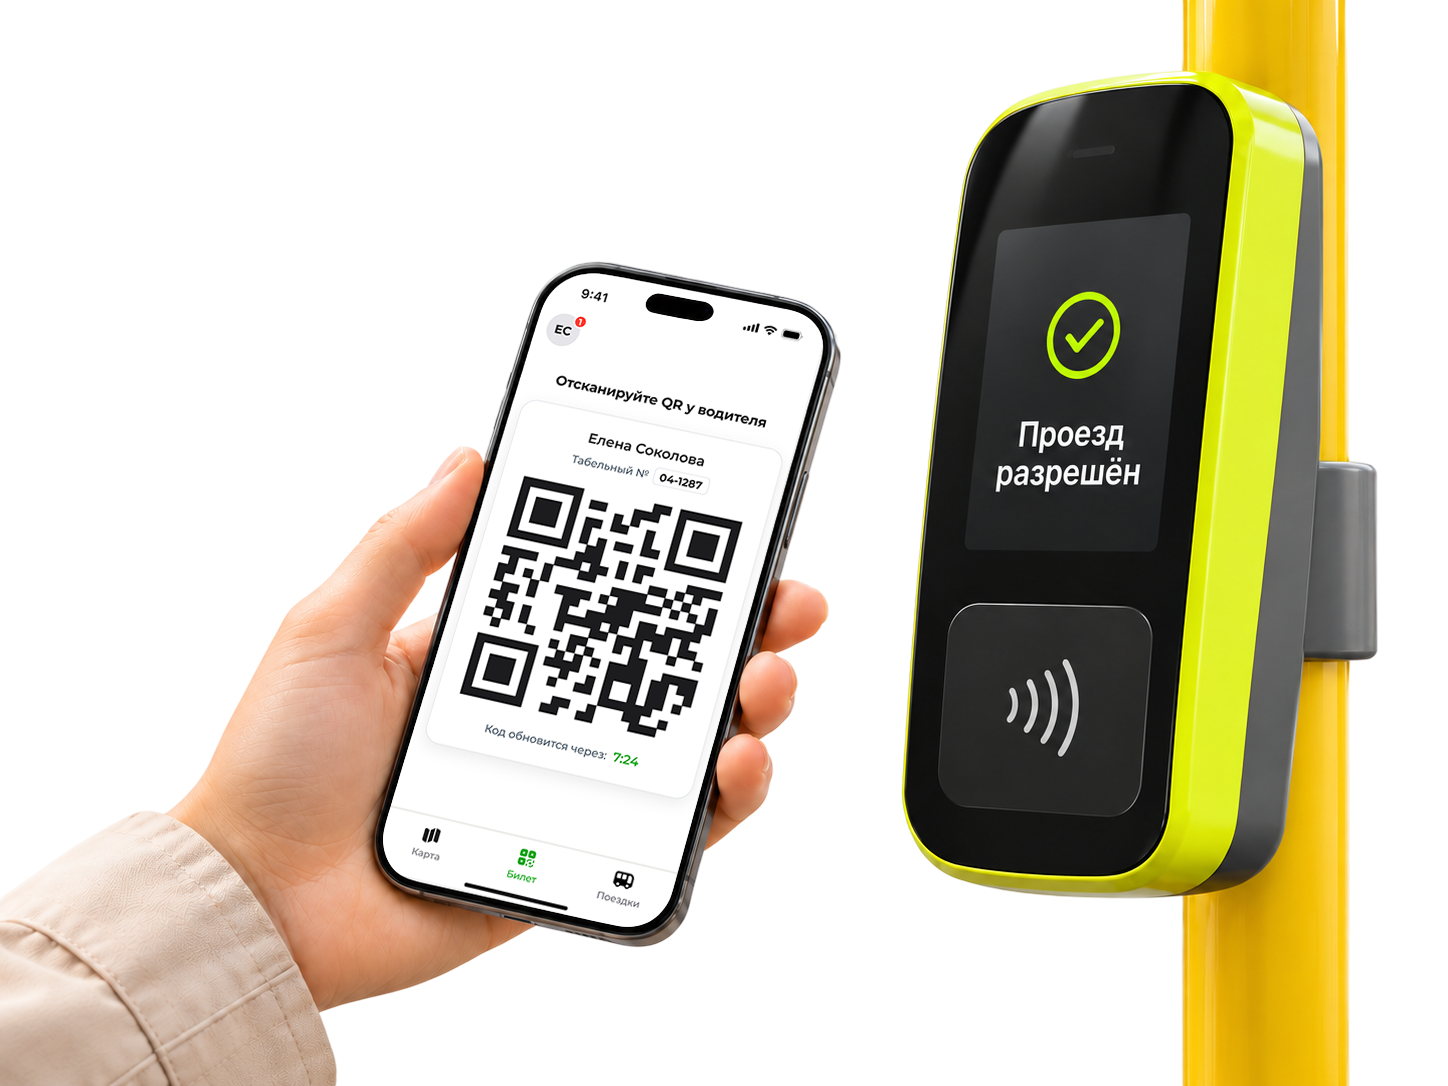 9:41
ЕС
1
Отсканируйте QR у водителя
Елена Соколова
Табельный № 04-1287
Код обновится через: 7:24
Карта
Билет
Поездки
Проезд
разрешён